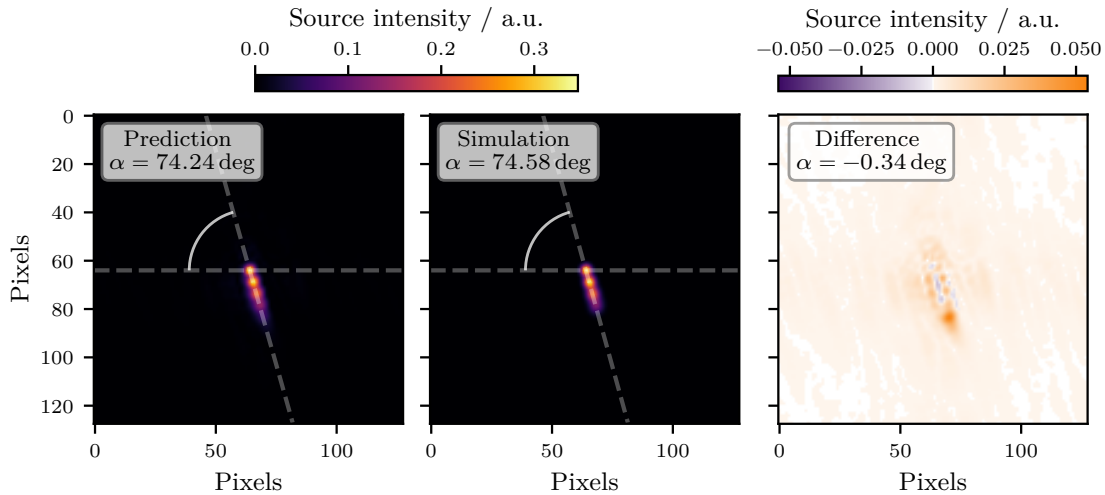 Source intensity / a.u.
0.0 0.1 0.2 0.3
Source intensity / a.u.
−0.050 −0.025 0.000 0.025 0.050
Prediction
α = 74.24 deg
Simulation
α = 74.58 deg
Difference
α = −0.34 deg
Pixels
0
20
40
60
80
100
120
0 50 100
0 50 100
0 50 100
Pixels
Pixels
Pixels